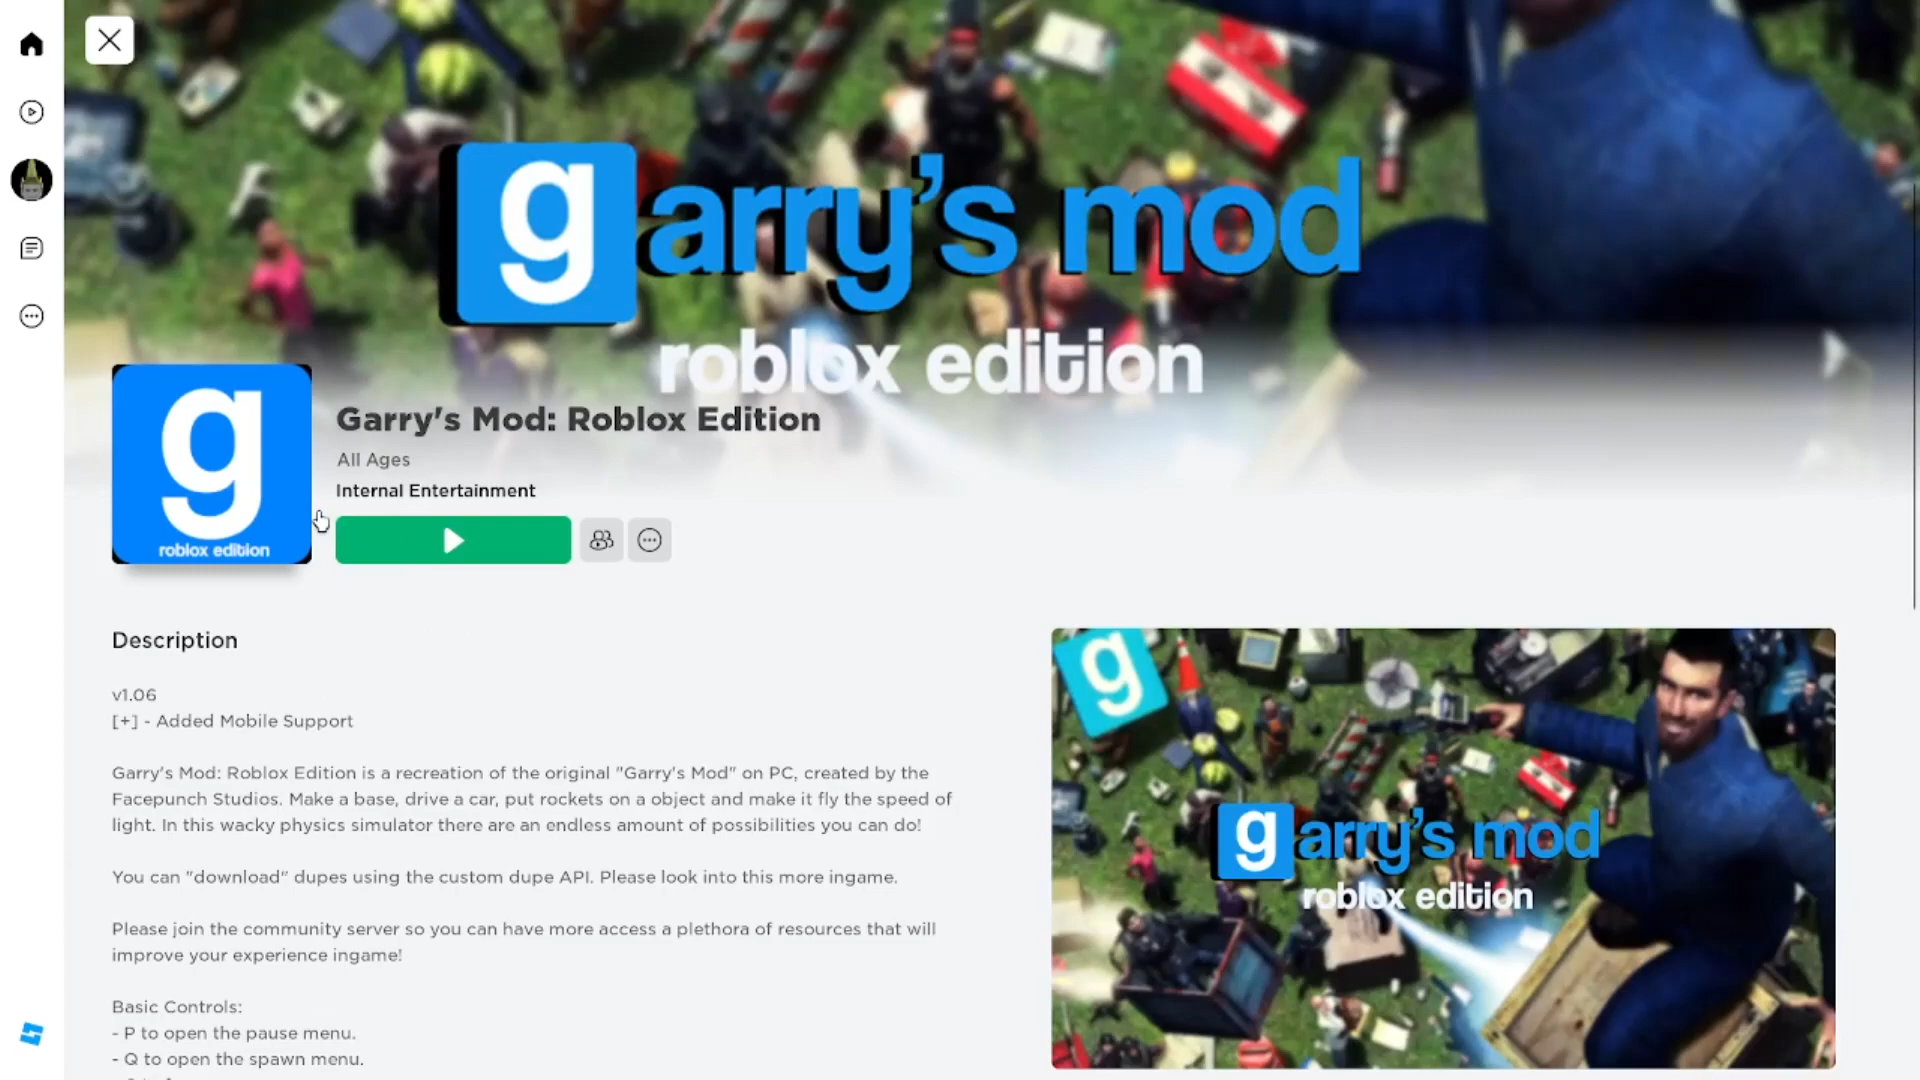 garry's mod
roblox edition
g
roblox edition
Garry's Mod: Roblox Edition
All Ages
Internal Entertainment
Description
v1.06
[+] - Added Mobile Support
Garry's Mod: Roblox Edition is a recreation of the original "Garry's Mod" on PC, created by the
Facepunch Studios. Make a base, drive a car, put rockets on a object and make it fly the speed of
light. In this wacky physics simulator there are an endless amount of possibilities you can do!
You can "download" dupes using the custom dupe API. Please look into this more ingame.
Please join the community server so you can have more access a plethora of resources that will
improve your experience ingame!
Basic Controls:
- P to open the pause menu.
- Q to open the spawn menu.
g
garry's mod
roblox edition